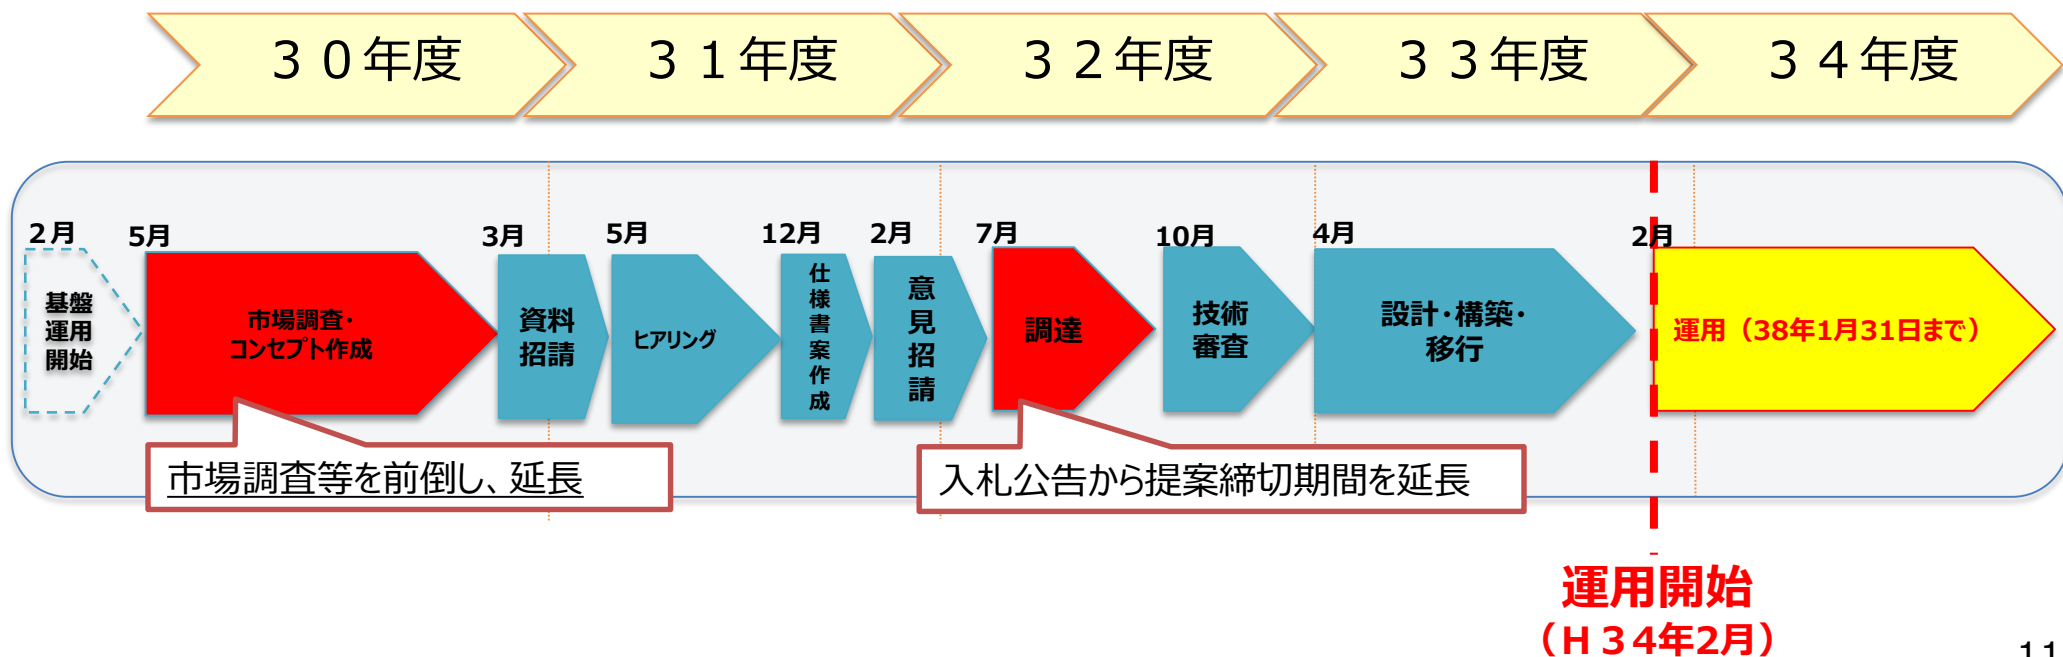 ３０年度
３１年度
３２年度
３３年度
３４年度
２月
5月
3月
5月
12月
2月
7月
10月
4月
2月
基盤
運用
開始
市場調査・
コンセプト作成
資料
招請
ヒアリング
仕様書案作成
意見招請
調達
技術
審査
設計・構築・
移行
運用（38年1月31日まで）
市場調査等を前倒し、延長
入札公告から提案締切期間を延長
運用開始
（Ｈ３４年２月）
１１